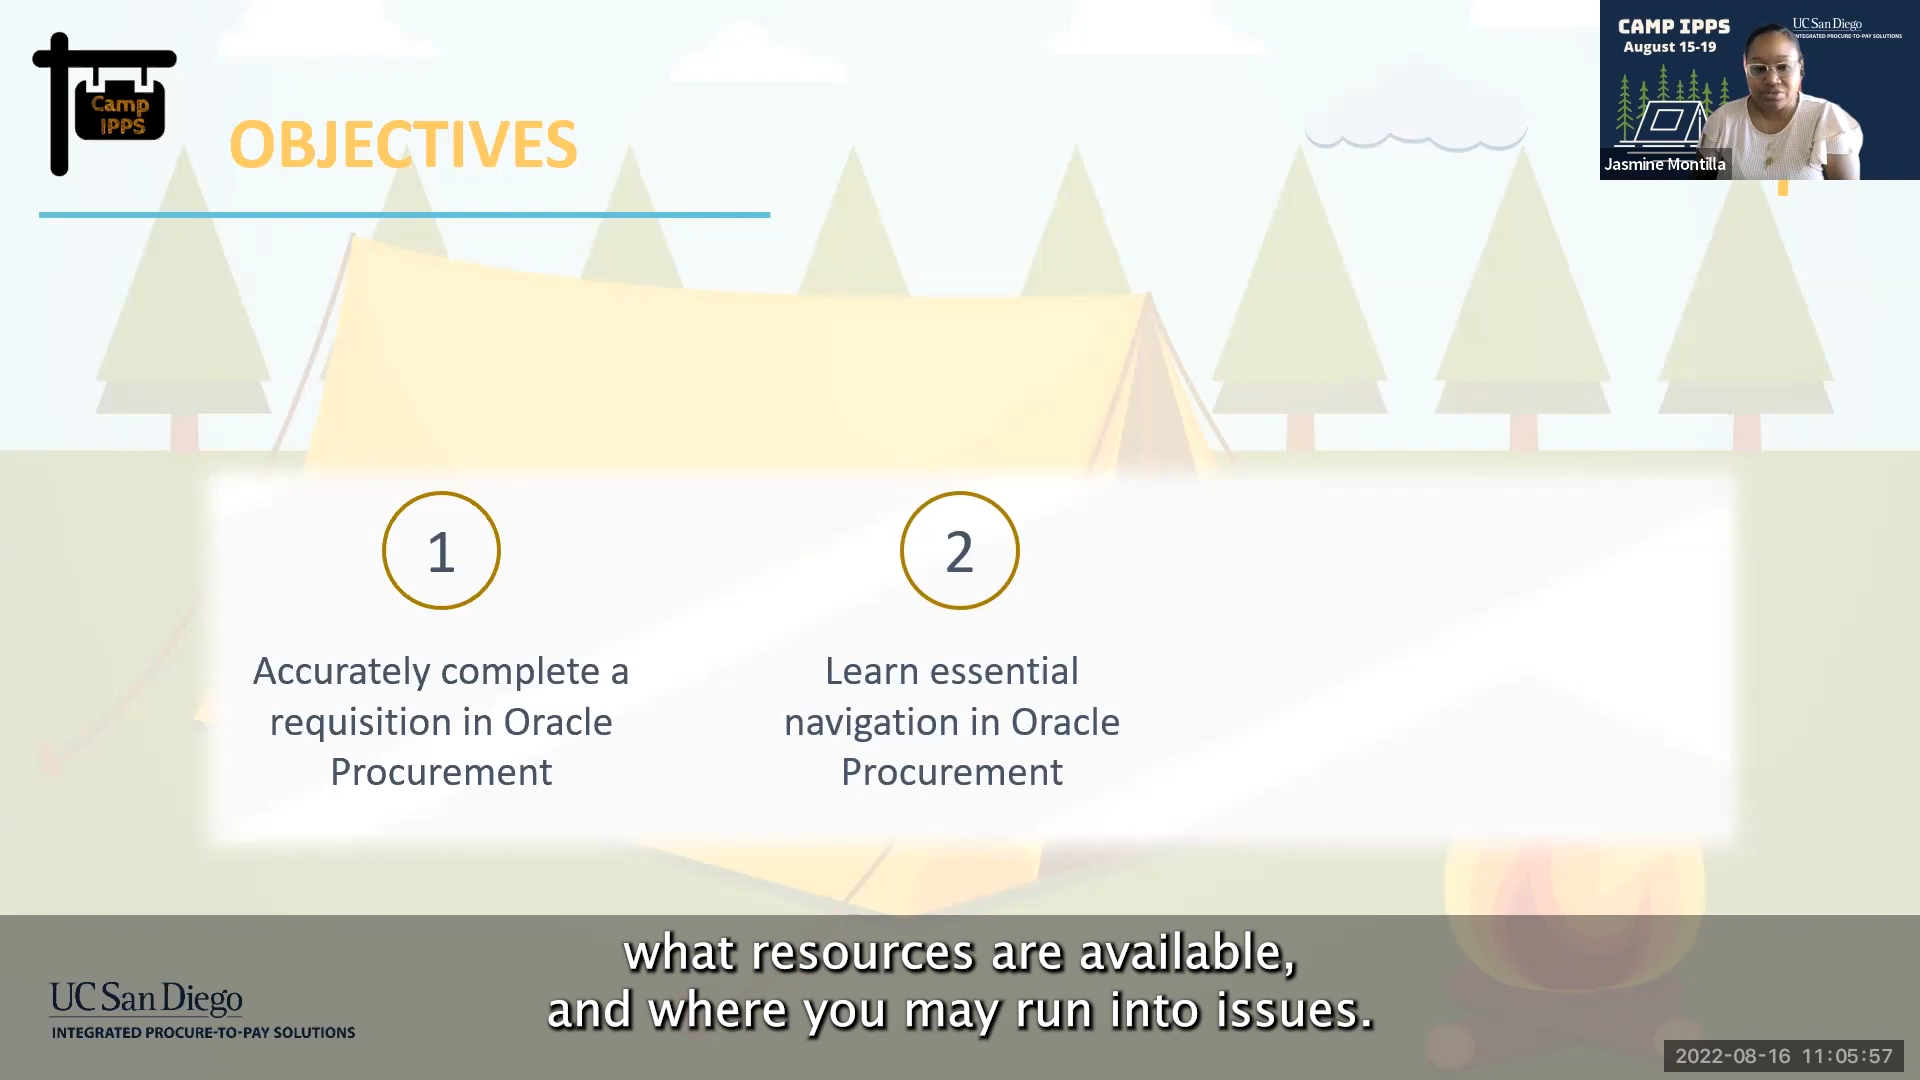 Camp
IPPS
OBJECTIVES
CAMP IPPS
August 15-19
UC San Diego
INTEGRATED PROCURE-TO-PAY SOLUTIONS
Jasmine Montilla
1
Accurately complete a
requisition in Oracle
Procurement
2
Learn essential
navigation in Oracle
Procurement
what resources are available,
and where you may run into issues.
UC San Diego
INTEGRATED PROCURE-TO-PAY SOLUTIONS
2022-08-16 11:05:57